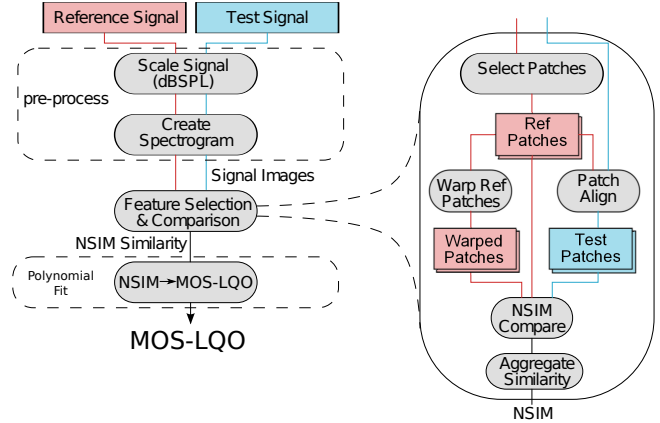 Reference Signal
Test Signal
pre-process
Scale Signal
(dBSPL)
Create
Spectrogram
Signal Images
Feature Selection
& Comparison
NSIM Similarity
Polynomial
Fit
NSIM→MOS-LQO
MOS-LQO
Select Patches
Ref
Patches
Warp Ref
Patches
Patch
Align
Warped
Patches
Test
Patches
NSIM
Compare
Aggregate
Similarity
NSIM